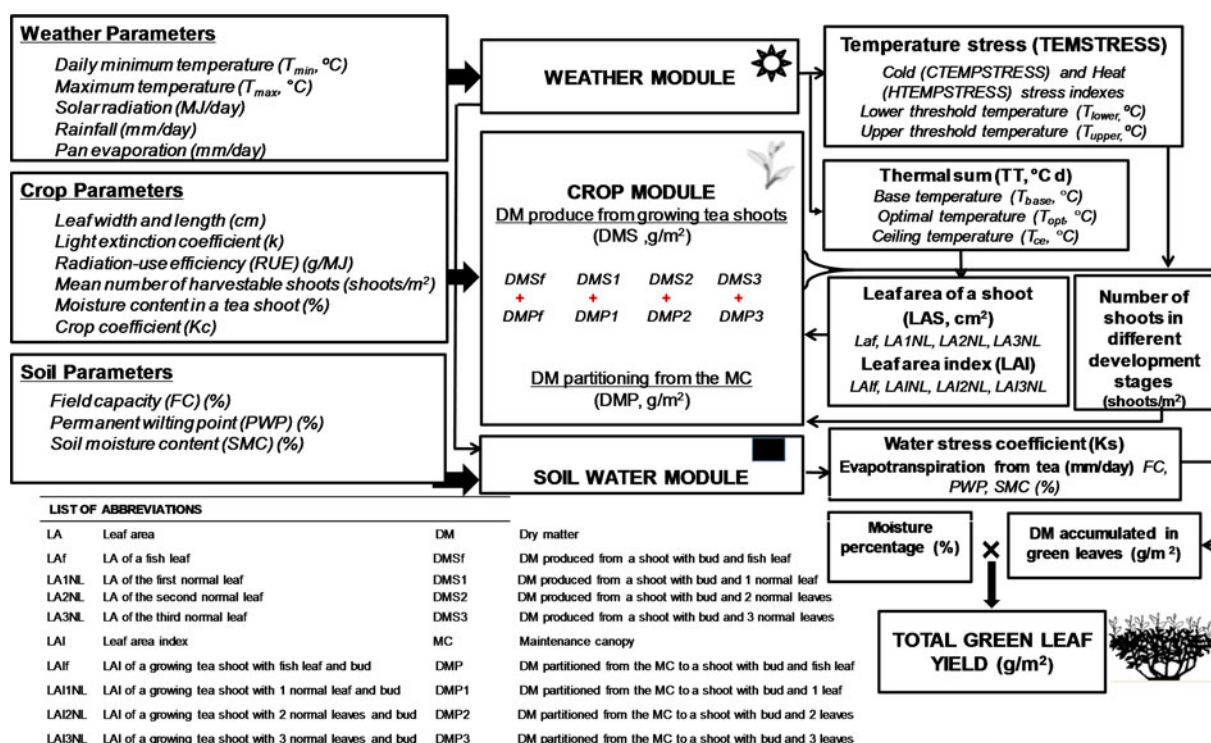 Weather Parameters
Daily minimum temperature (Tmin, °C)
Maximum temperature (Tmax, °C)
Solar radiation (MJ/day)
Rainfall (mm/day)
Pan evaporation (mm/day)
Crop Parameters
Leaf width and length (cm)
Light extinction coefficient (k)
Radiation-use efficiency (RUE) (g/MJ)
Mean number of harvestable shoots (shoots/m²)
Moisture content in a tea shoot (%)
Crop coefficient (Kc)
Soil Parameters
Field capacity (FC) (%)
Permanent wilting point (PWP) (%)
Soil moisture content (SMC) (%)
WEATHER MODULE
CROP MODULE
DM produce from growing tea shoots
(DMS ,g/m²)
DMSf DMS1 DMS2 DMS3
+ + + +
DMPf DMP1 DMP2 DMP3
DM partitioning from the MC
(DMP, g/m²)
SOIL WATER MODULE
Temperature stress (TEMSTRESS)
Cold (CTEMPSTRESS) and Heat
(HTEMPSTRESS) stress indexes
Lower threshold temperature (Tlower, °C)
Upper threshold temperature (Tupper, °C)
Thermal sum (TT, °C d)
Base temperature (Tbase, °C)
Optimal temperature (Topt, °C)
Ceiling temperature (Tce, °C)
Leaf area of a shoot
(LAS, cm²)
Laf, LA1NL, LA2NL, LA3NL
Leaf area index (LAI)
LAIf, LAINL, LAI2NL, LAI3NL
Number of
shoots in
different
development
stages
(shoots/m²)
Water stress coefficient (Ks)
Evapotranspiration from tea (mm/day) FC,
PWP, SMC (%)
Moisture
percentage (%)
×
DM accumulated in
green leaves (g/m²)
TOTAL GREEN LEAF
YIELD (g/m²)
LIST OF ABBREVIATIONS
LA Leaf area DM Dry matter
LAf LA of a fish leaf DMSf DM produced from a shoot with bud and fish leaf
LA1NL LA of the first normal leaf DMS1 DM produced from a shoot with bud and 1 normal leaf
LA2NL LA of the second normal leaf DMS2 DM produced from a shoot with bud and 2 normal leaves
LA3NL LA of the third normal leaf DMS3 DM produced from a shoot with bud and 3 normal leaves
LAI Leaf area index MC Maintenance canopy
LAIf LAI of a growing tea shoot with fish leaf and bud DMP DM partitioned from the MC to a shoot with bud and fish leaf
LAI1NL LAI of a growing tea shoot with 1 normal leaf and bud DMP1 DM partitioned from the MC to a shoot with bud and 1 leaf
LAI2NL LAI of a growing tea shoot with 2 normal leaves and bud DMP2 DM partitioned from the MC to a shoot with bud and 2 leaves
LAI3NL LAI of a growing tea shoot with 3 normal leaves and bud DMP3 DM partitioned from the MC to a shoot with bud and 3 leaves